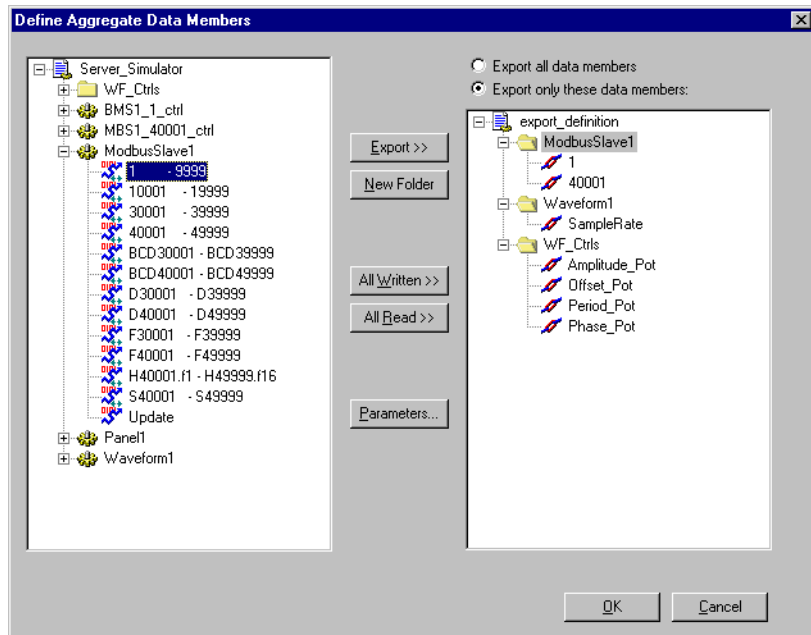 Define Aggregate Data Members
Server_Simulator
WF_Ctrls
BMS1_1_ctrl
MBS1_40001_ctrl
ModbusSlave1
1 - 9999
10001 - 19999
30001 - 39999
40001 - 49999
BCD30001 - BCD39999
BCD40001 - BCD49999
D30001 - D39999
D40001 - D49999
F30001 - F39999
F40001 - F49999
H40001.f1 - H49999.f16
S40001 - S49999
Update
Panel1
Waveform1
Export >>
New Folder
All Written >>
All Read >>
Parameters...
Export all data members
Export only these data members:
export_definition
ModbusSlave1
1
40001
Waveform1
SampleRate
WF_Ctrls
Amplitude_Pot
Offset_Pot
Period_Pot
Phase_Pot
OK
Cancel